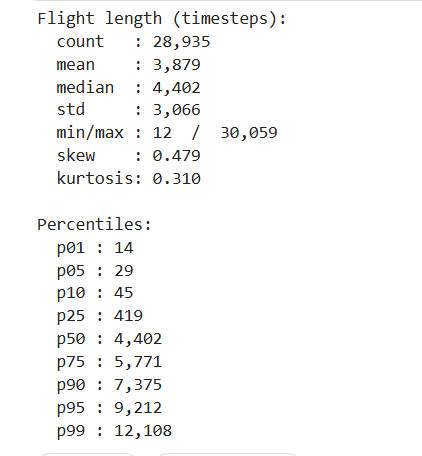 Flight length (timesteps):
count : 28,935
mean : 3,879
median : 4,402
std : 3,066
min/max : 12 / 30,059
skew : 0.479
kurtosis: 0.310
Percentiles:
p01 : 14
p05 : 29
p10 : 45
p25 : 419
p50 : 4,402
p75 : 5,771
p90 : 7,375
p95 : 9,212
p99 : 12,108